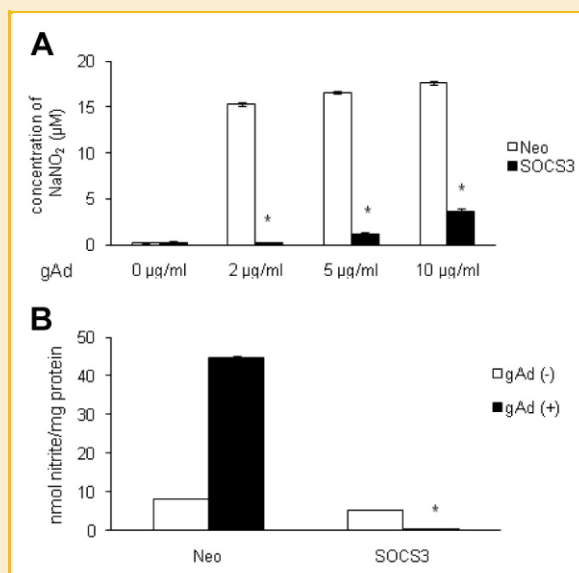 A
concentration of
NaNO₂ (µM)
20
15
10
5
0
Neo
SOCS3
*
*
*
gAd 0 µg/ml 2 µg/ml 5 µg/ml 10 µg/ml
B
nmol nitrite/mg protein
50
40
30
20
10
0
gAd (-)
gAd (+)
*
Neo SOCS3